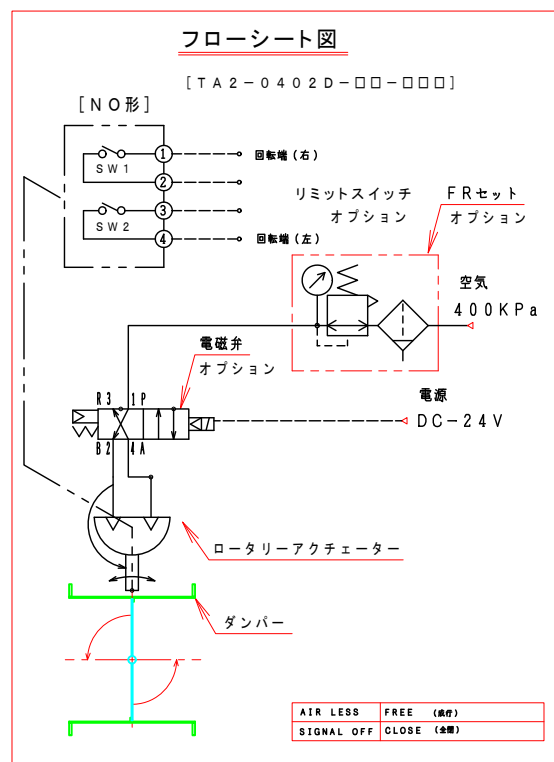 フローシート図
[TA2-0402D-□□-□□□]
[NO形]
1
SW1
2
3
SW2
4
回転端(右)
回転端(左)
リミットスイッチ
オプション
FRセット
オプション
空気
400KPa
電磁弁
オプション
R3 1P
B2 4A
電源
DC-24V
ロータリーアクチェーター
ダンパー
AIR LESS FREE (成行)
SIGNAL OFF CLOSE (全閉)